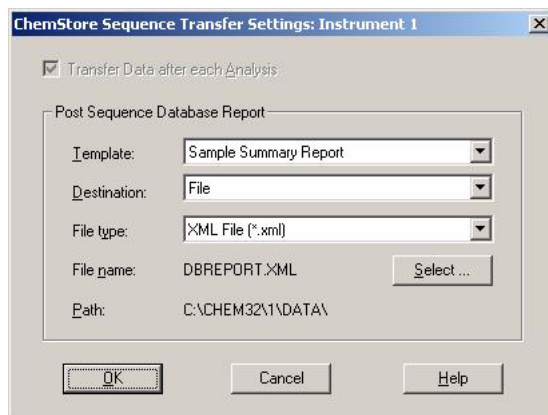 ChemStore Sequence Transfer Settings: Instrument 1
Transfer Data after each Analysis
Post Sequence Database Report
Template: Sample Summary Report
Destination: File
File type: XML File (*.xml)
File name: DBREPORT.XML Select ...
Path: C:\CHEM32\1\DATA\
OK Cancel Help